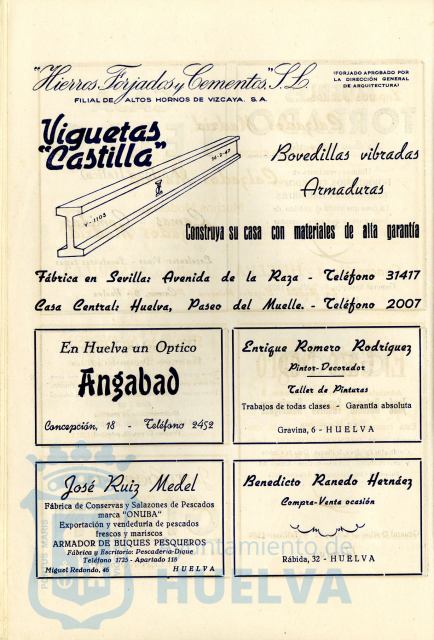 "Hierros Forjados y Cementos," S. L.
(FORJADO APROBADO POR
LA DIRECCIÓN GENERAL
DE ARQUITECTURA)
FILIAL DE ALTOS HORNOS DE VIZCAYA, S. A.
Viguetas
"Castilla"
V-1103
Bovedillas vibradas
Armaduras
Construya su casa con materiales de alta garantía
Fábrica en Sevilla: Avenida de la Raza - Teléfono 31417
Casa Central: Huelva, Paseo del Muelle. - Teléfono 2007
En Huelva un Optico
Angabad
Concepción, 18 - Teléfono 2452
Enrique Romero Rodríguez
Pintor-Decorador
Taller de Pinturas
Trabajos de todas clases - Garantía absoluta
Gravina, 6 - HUELVA
José Ruiz Medel
Fábrica de Conservas y Salazones de Pescados
marca "ONUBA"
Exportación y vendeduría de pescados
frescos y mariscos
ARMADOR DE BUQUES PESQUEROS
Fábrica y Escritorio: Pescadería-Dique
Teléfono 1725 - Apartado 118
Miguel Redondo, 46 HUELVA
Benedicto Ranedo Hernáez
Compra-Venta ocasión
Rábida, 32 - HUELVA
Ayuntamiento de
HUELVA